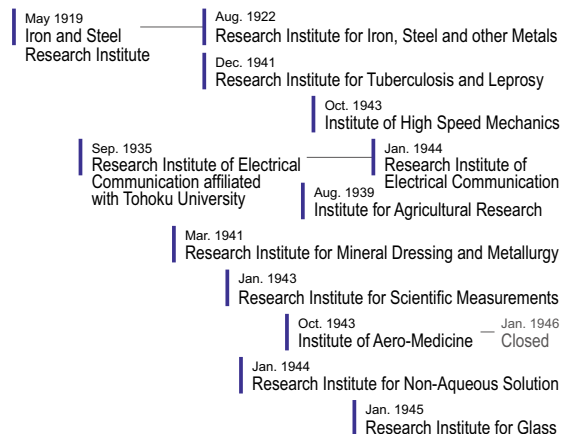 May 1919
Iron and Steel
Research Institute
Aug. 1922
Research Institute for Iron, Steel and other Metals
Dec. 1941
Research Institute for Tuberculosis and Leprosy
Oct. 1943
Institute of High Speed Mechanics
Sep. 1935
Research Institute of Electrical
Communication affiliated
with Tohoku University
Jan. 1944
Research Institute of
Electrical Communication
Aug. 1939
Institute for Agricultural Research
Mar. 1941
Research Institute for Mineral Dressing and Metallurgy
Jan. 1943
Research Institute for Scientific Measurements
Oct. 1943
Institute of Aero-Medicine
Jan. 1946
Closed
Jan. 1944
Research Institute for Non-Aqueous Solution
Jan. 1945
Research Institute for Glass